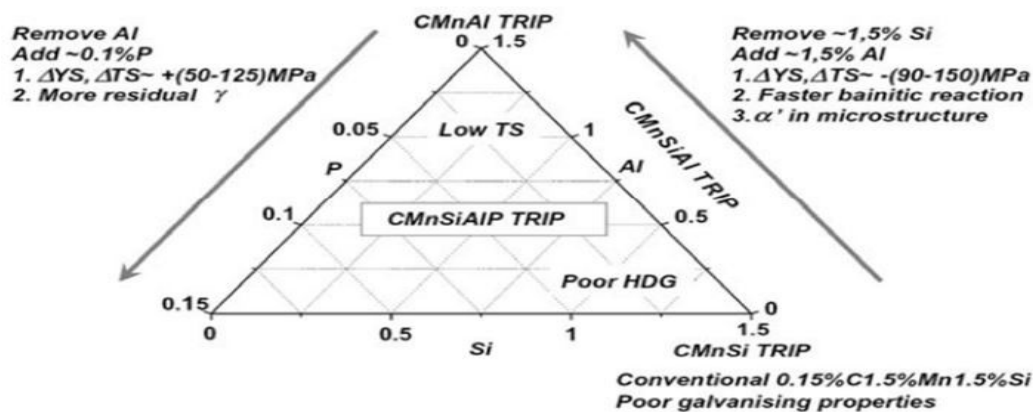 CMnAl TRIP
Remove Al
Add ~0.1%P
1. ΔYS, ΔTS~ +(50-125)MPa
2. More residual γ
Remove ~1,5% Si
Add ~1,5% Al
1.ΔYS,ΔTS~ -(90-150)MPa
2. Faster bainitic reaction
3.α' in microstructure
0 1.5
Low TS
0.05 1
P Al
CMnSiAl TRIP
CMnSiAlP TRIP
0.1 0.5
Poor HDG
0.15 0
0 0.5 1 1.5
Si CMnSi TRIP
Conventional 0.15%C1.5%Mn1.5%Si
Poor galvanising properties